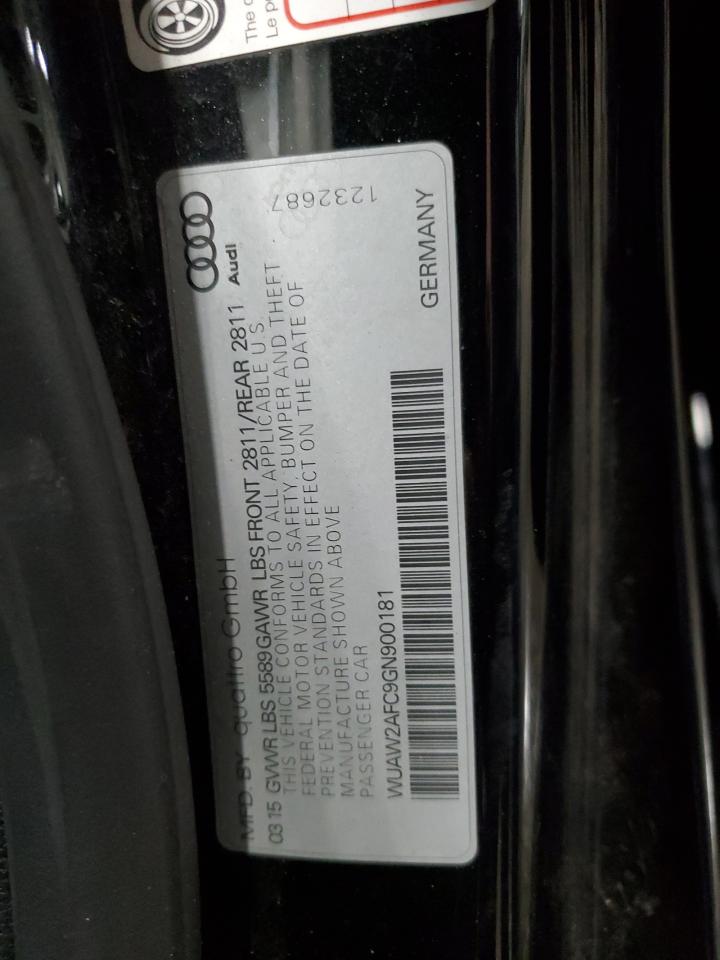 The
Le p
Audi
MFD. BY quattro GmbH
03 15 GVWR LBS 5589 GAWR LBS FRONT 2811/REAR 2811
THIS VEHICLE CONFORMS TO ALL APPLICABLE U.S.
FEDERAL MOTOR VEHICLE SAFETY, BUMPER AND THEFT
PREVENTION STANDARDS IN EFFECT ON THE DATE OF
MANUFACTURE SHOWN ABOVE
PASSENGER CAR
1232687
WUAW2AFC9GN900181
GERMANY